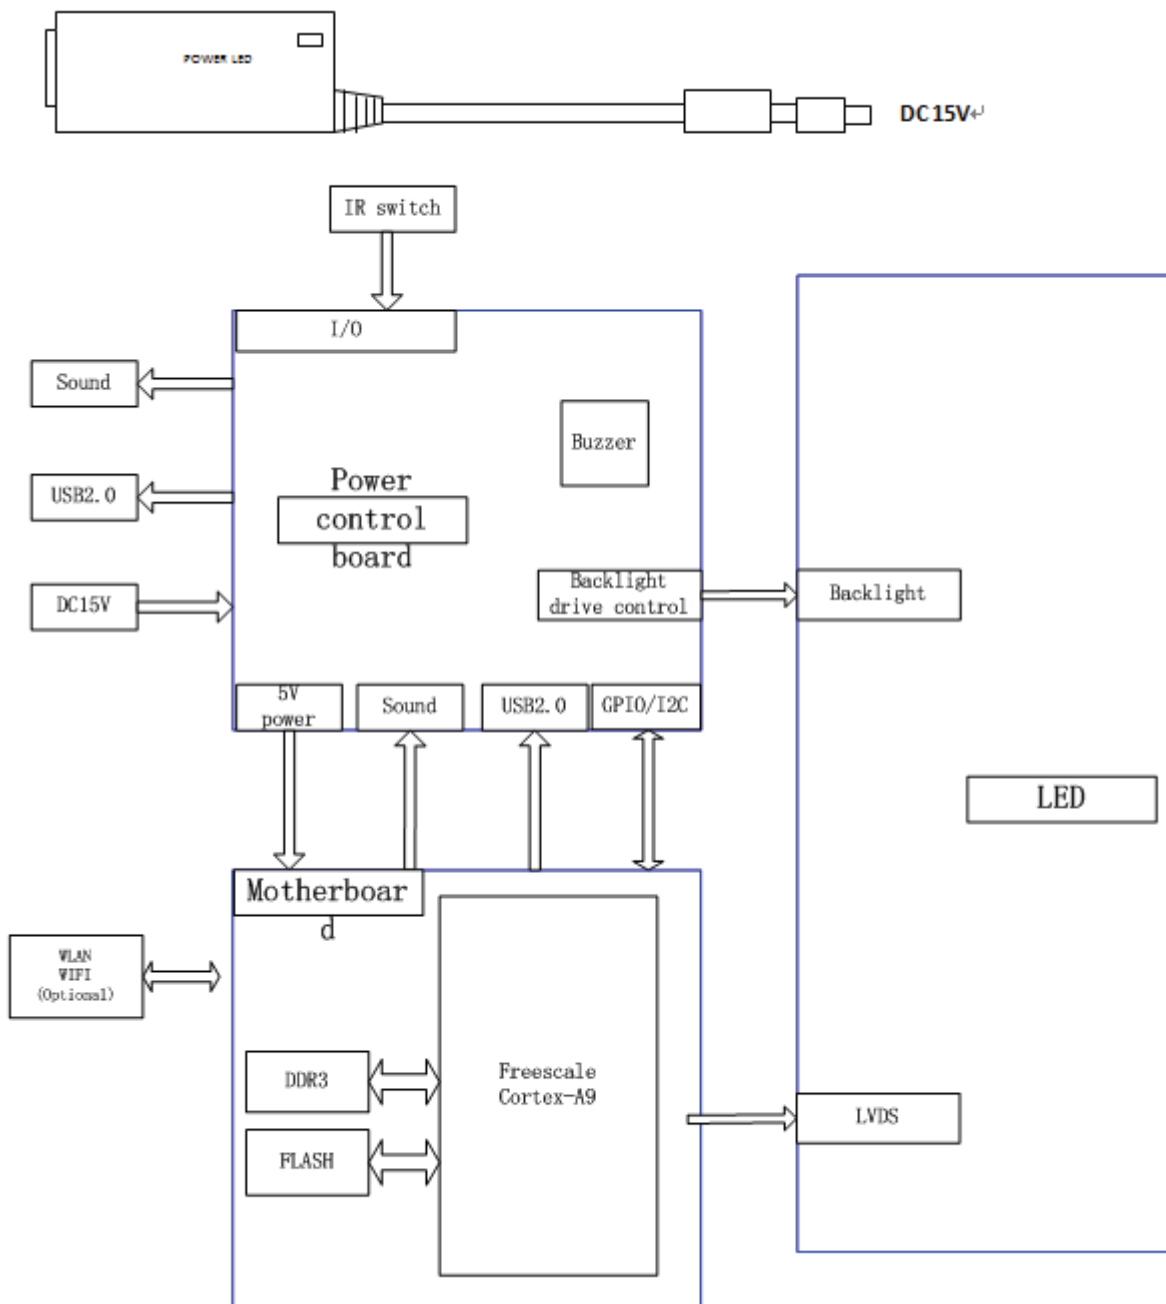 POWER LED
DC15V↵
IR switch
I/O
Sound
Buzzer
USB2.0
Power
control
board
DC15V
Backlight
drive control
Backlight
5V
power
Sound
USB2.0
GPIO/I2C
LED
Motherboar
d
WLAN
WIFI
(Optional)
DDR3
Freescale
Cortex-A9
LVDS
FLASH